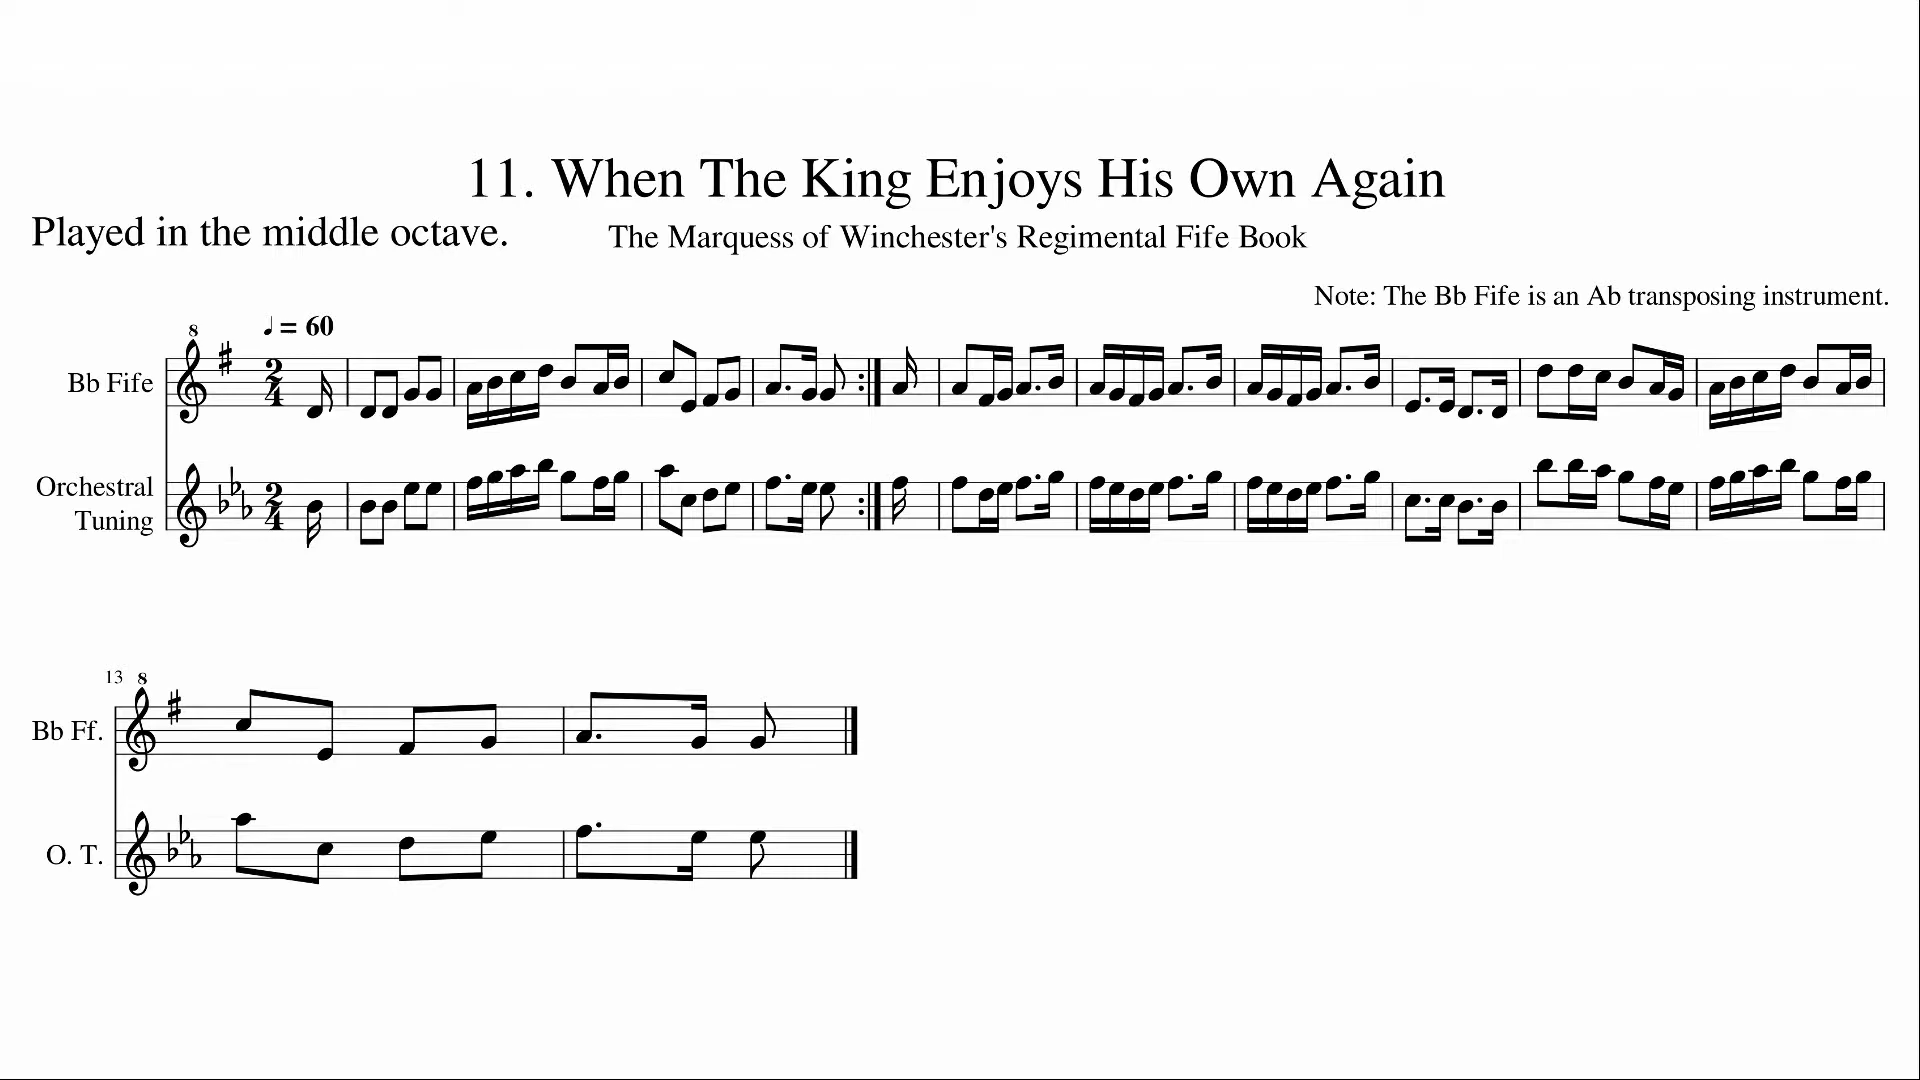 11. When The King Enjoys His Own Again
Played in the middle octave.
The Marquess of Winchester's Regimental Fife Book
Note: The Bb Fife is an Ab transposing instrument.
♩ = 60
8
Bb Fife
2
4
Orchestral
Tuning
2
4
13
8
Bb Ff.
O. T.